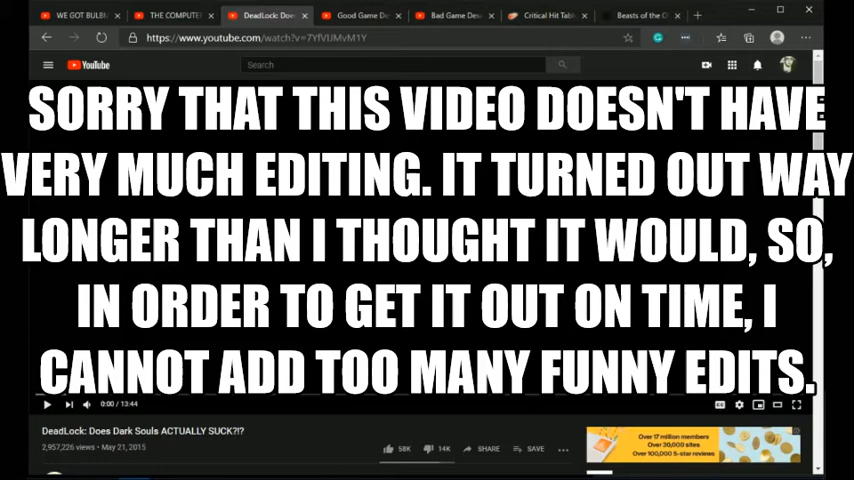 WE GOT BULBM
THE COMPUTE
DeadLock: Doe
Good Game De
Bad Game Des
Critical Hit Tabl
Beasts of the O
https://www.youtube.com/watch?v=7YfVIJMvM1Y
YouTube
Search
SORRY THAT THIS VIDEO DOESN'T HAVE
VERY MUCH EDITING. IT TURNED OUT WAY
LONGER THAN I THOUGHT IT WOULD, SO,
IN ORDER TO GET IT OUT ON TIME, I
CANNOT ADD TOO MANY FUNNY EDITS.
0:00 / 13:44
DeadLock: Does Dark Souls ACTUALLY SUCK?!?
2,957,226 views • May 21, 2015
58K
14K
SHARE
SAVE
Over 17 million members
Over 30,000 sites
Over 100,000 5-star reviews